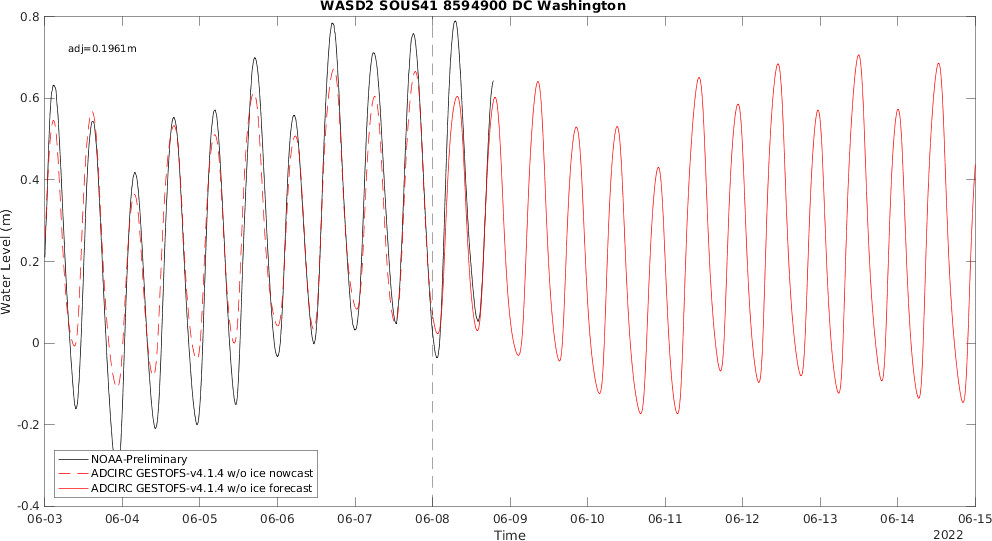 WASD2 SOUS41 8594900 DC Washington
adj=0.1961m
0.8
0.6
0.4
0.2
0
-0.2
-0.4
Water Level (m)
NOAA-Preliminary
ADCIRC GESTOFS-v4.1.4 w/o ice nowcast
ADCIRC GESTOFS-v4.1.4 w/o ice forecast
06-03 06-04 06-05 06-06 06-07 06-08 06-09 06-10 06-11 06-12 06-13 06-14 06-15
Time
2022